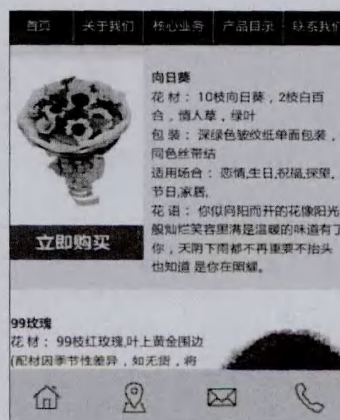 首页 关于我们 核心业务 产品目录 联系我们
向日葵
花 材 : 10枝向日葵，2枝白百
合，情人草，绿叶
包 装 : 深绿色皱纹纸单面包装，
同色丝带结
适用场合 : 恋情,生日,祝福,探望,
节日,家居,
花 语 : 你似向阳而开的花像阳光
般灿烂笑容里满是温暖的味道有了
你，天阴下雨都不再重要不抬头
也知道 是你在照耀。
立即购买
99玫瑰
花 材 : 99枝红玫瑰,叶上黄金围边
(配材因季节性差异，如无货，将